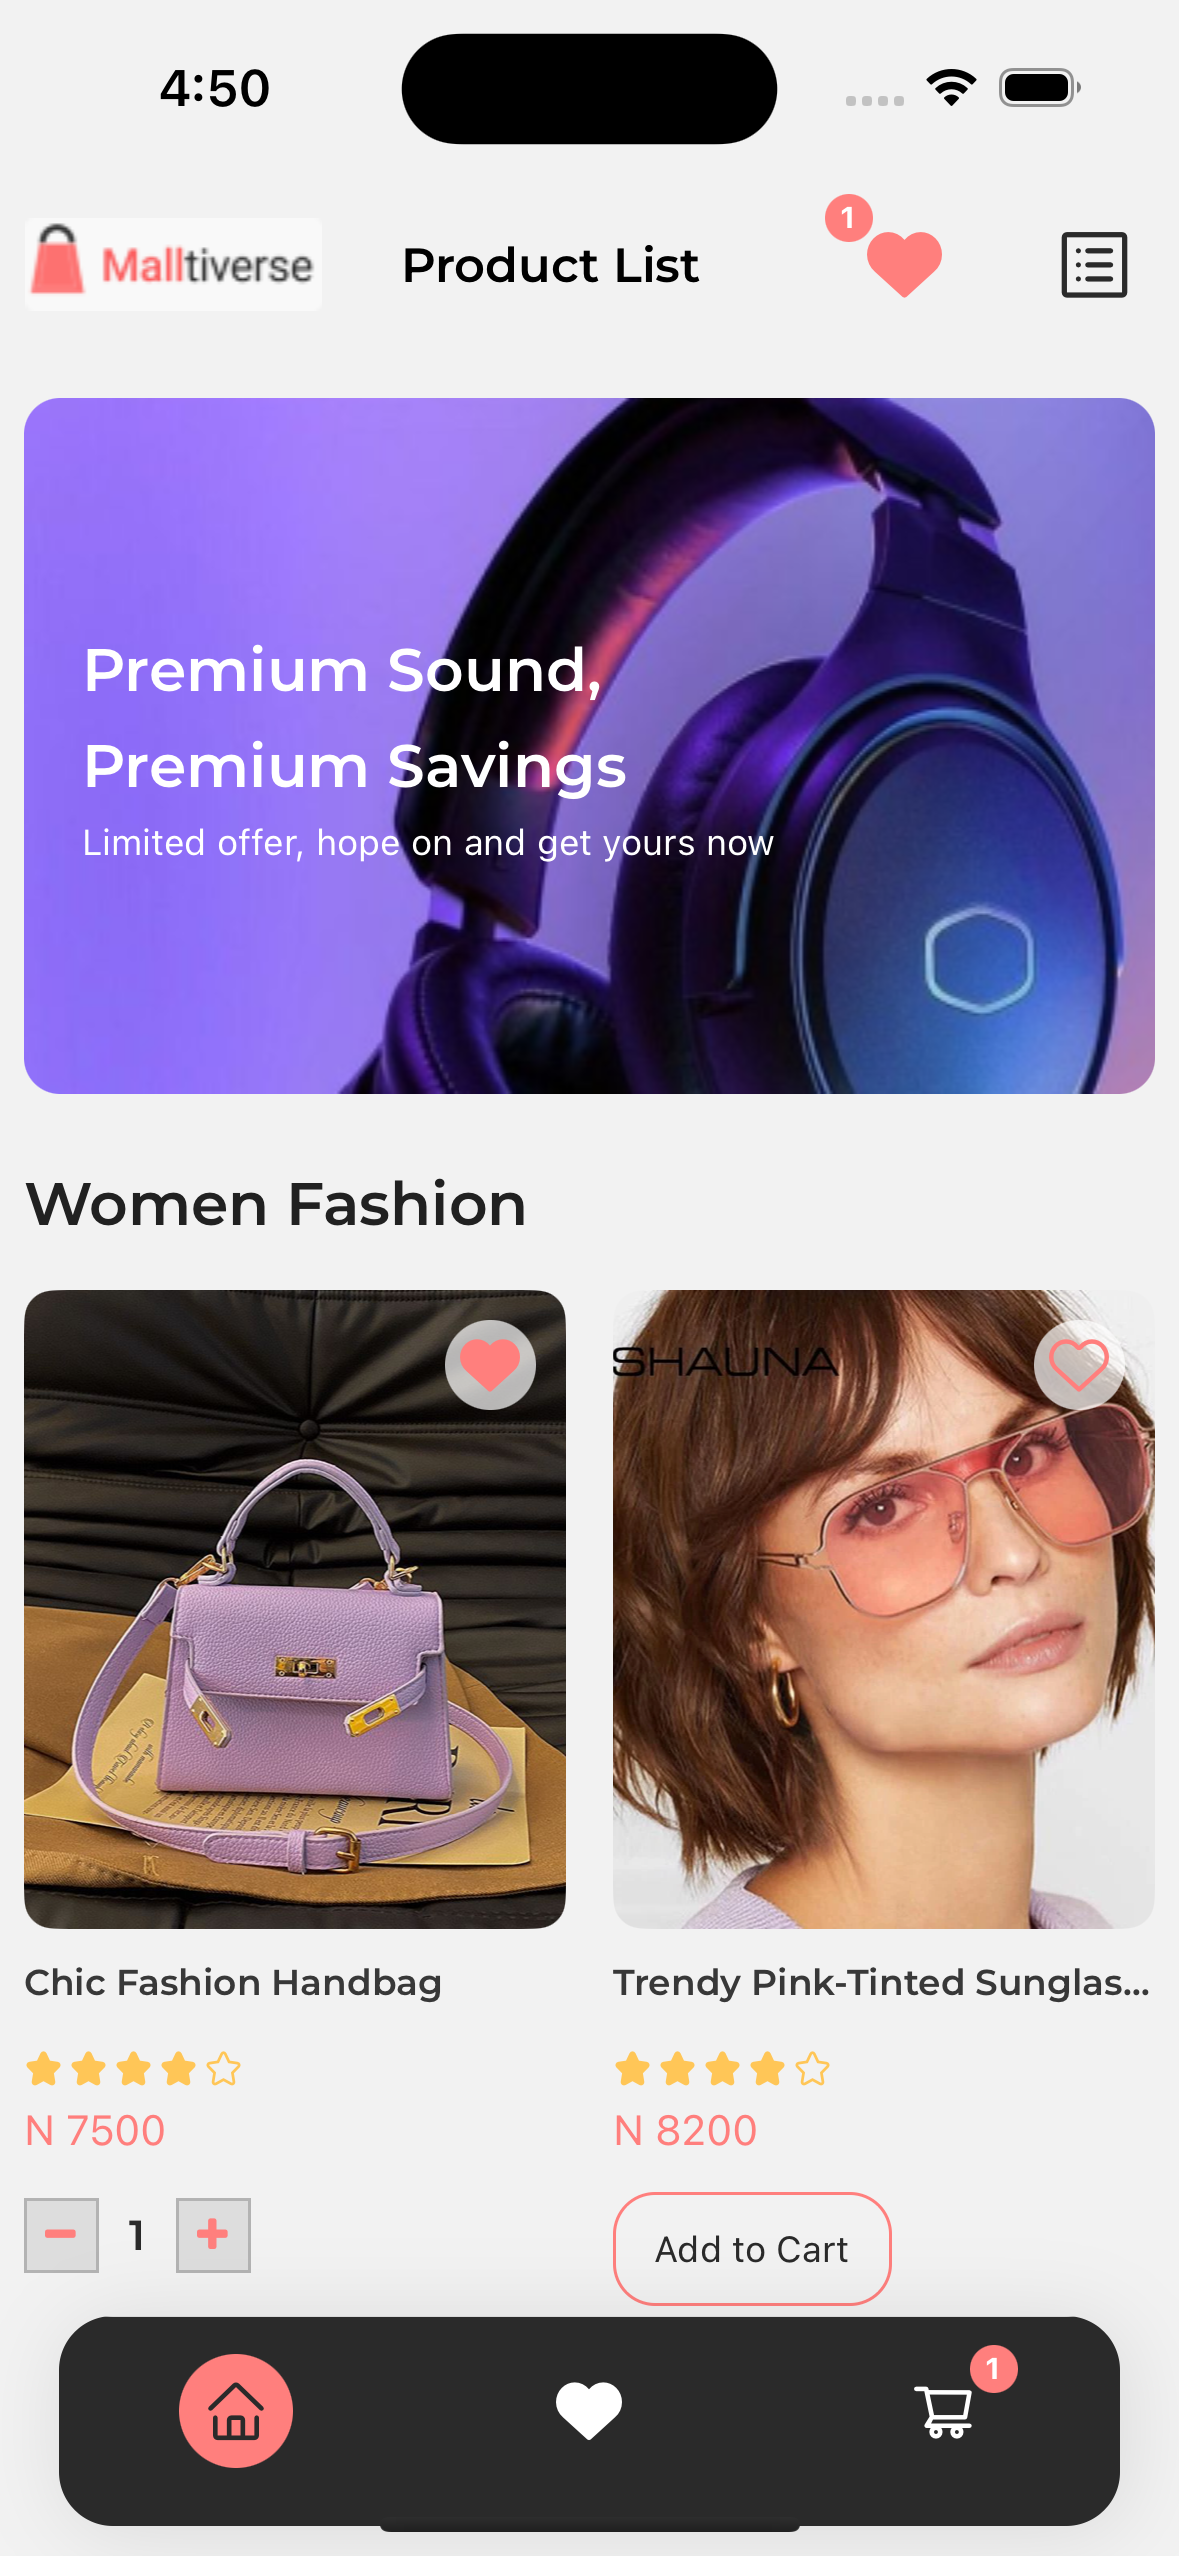 4:50
1
Malltiverse
Product List
Premium Sound,
Premium Savings
Limited offer, hope on and get yours now
Women Fashion
SHAUNA
Chic Fashion Handbag
Trendy Pink-Tinted Sunglas...
N 7500
N 8200
1
Add to Cart
1